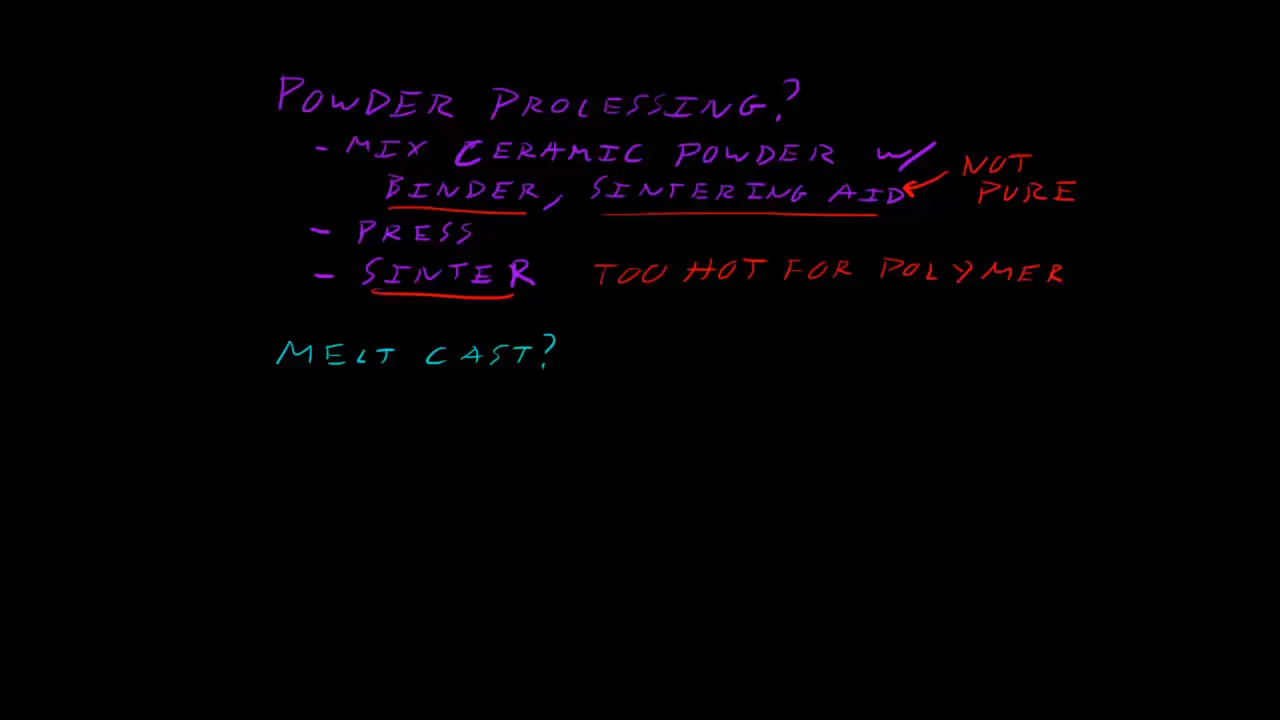 POWDER PROCESSING?
- MIX CERAMIC POWDER w/
BINDER, SINTERING AID
NOT
PURE
- PRESS
- SINTER TOO HOT FOR POLYMER
MELT CAST?